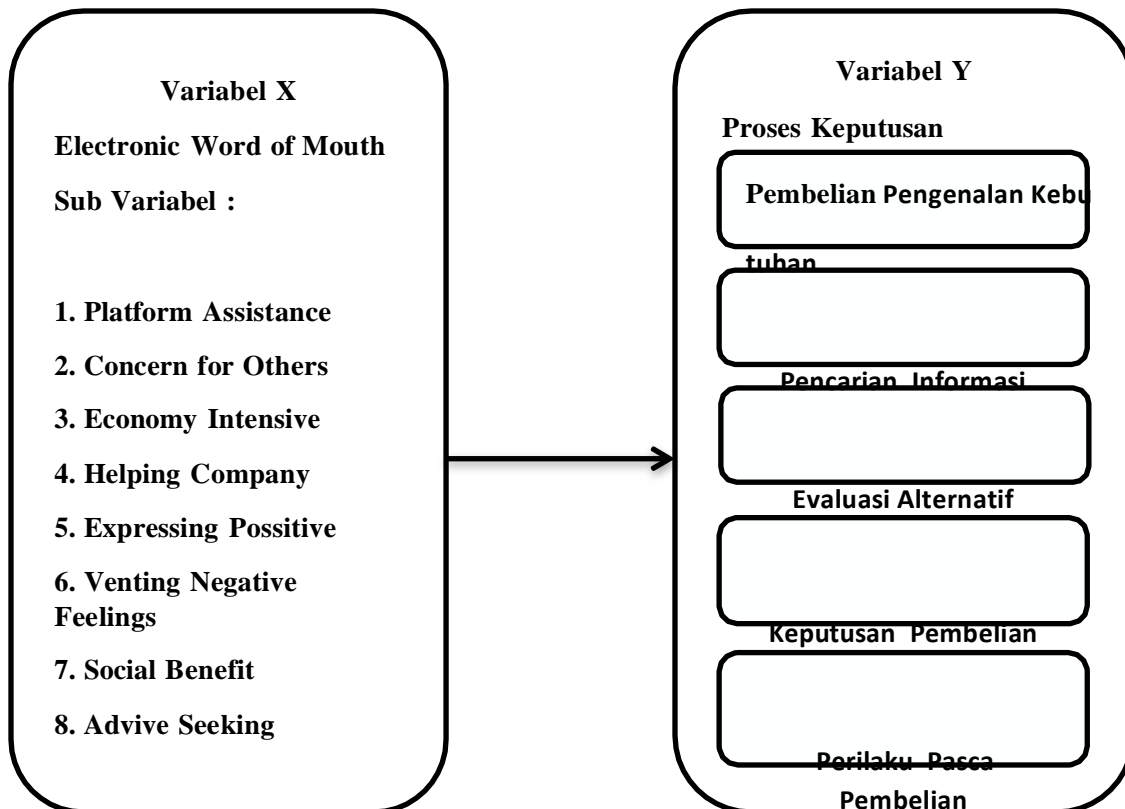 Variabel X
Electronic Word of Mouth
Sub Variabel :
1. Platform Assistance
2. Concern for Others
3. Economy Intensive
4. Helping Company
5. Expressing Possitive
6. Venting Negative
Feelings
7. Social Benefit
8. Advive Seeking
Variabel Y
Proses Keputusan
Pembelian Pengenalan Kebu
tuhan
Pencarian Informasi
Evaluasi Alternatif
Keputusan Pembelian
Perilaku Pasca
Pembelian